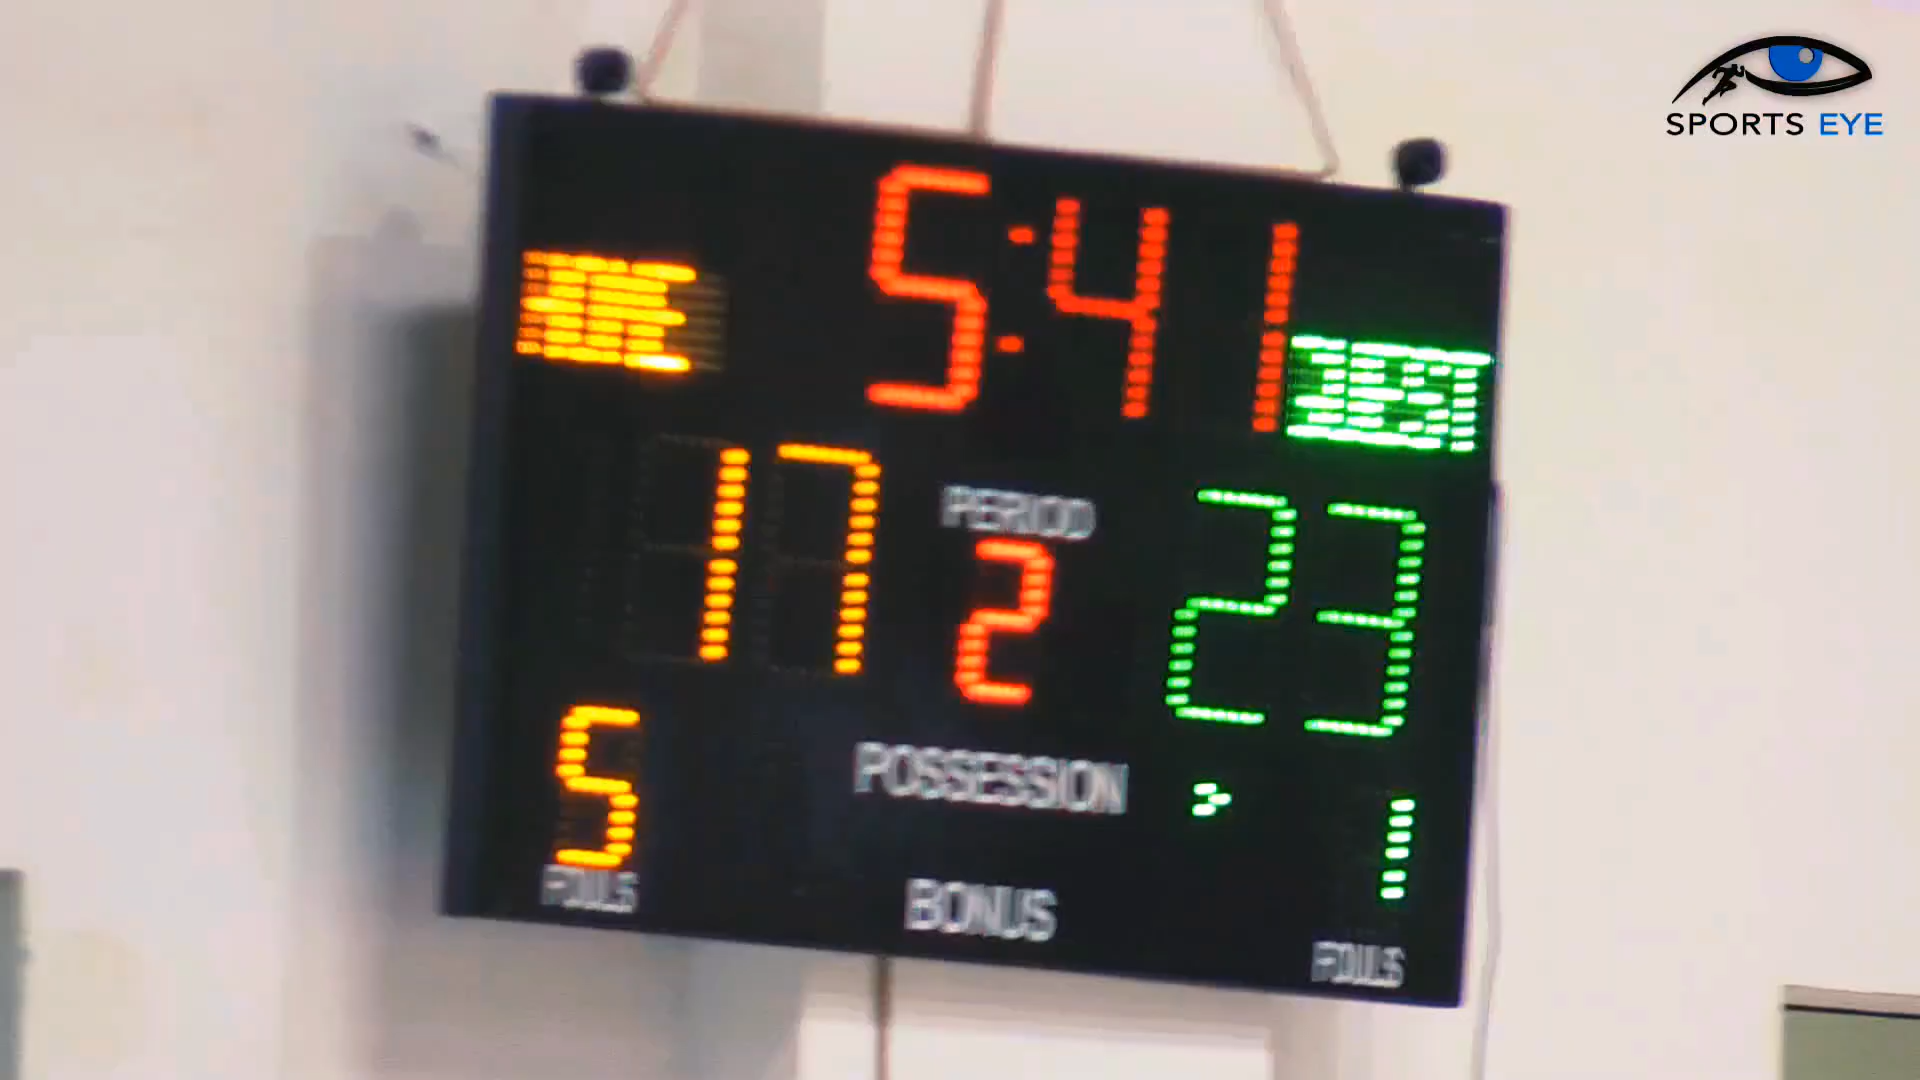 SPORTS EYE
5:41
17
PERIOD
2
23
5
POSSESSION
>
1
FOULS
BONUS
FOULS